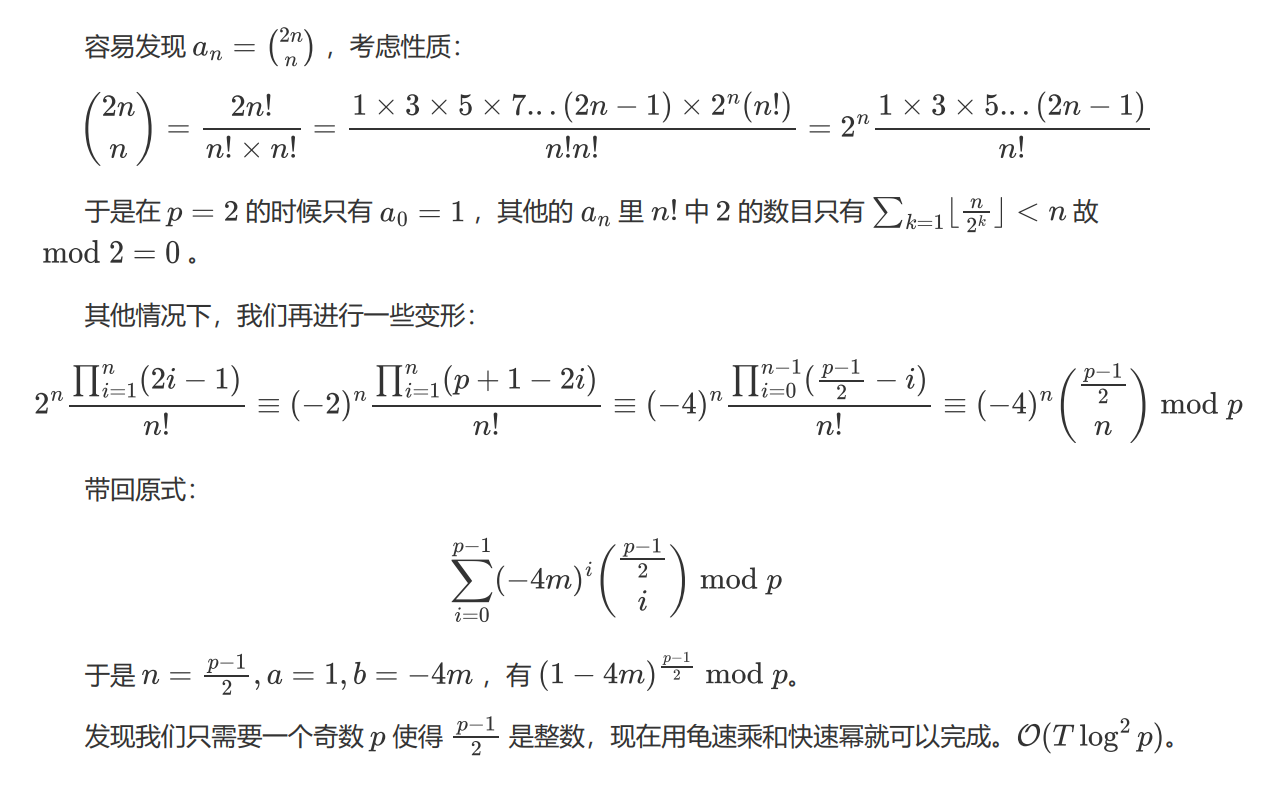 容易发现 $a_n = \binom{2n}{n}$ ，考虑性质：
$\binom{2n}{n} = \frac{2n!}{n! \times n!} = \frac{1 \times 3 \times 5 \times 7 \ldots (2n-1) \times 2^n (n!)}{n!n!} = 2^n \frac{1 \times 3 \times 5 \ldots (2n-1)}{n!}$
于是在 $p = 2$ 的时候只有 $a_0 = 1$ ，其他的 $a_n$ 里 $n!$ 中 $2$ 的数目只有 $\sum_{k=1} \lfloor \frac{n}{2^k} \rfloor < n$ 故
$\bmod 2 = 0$ 。
其他情况下，我们再进行一些变形：
$2^n \frac{\prod_{i=1}^{n}(2i-1)}{n!} \equiv (-2)^n \frac{\prod_{i=1}^{n}(p+1-2i)}{n!} \equiv (-4)^n \frac{\prod_{i=0}^{n-1}(\frac{p-1}{2}-i)}{n!} \equiv (-4)^n \binom{\frac{p-1}{2}}{n} \bmod p$
带回原式：
$\sum_{i=0}^{p-1} (-4m)^i \binom{\frac{p-1}{2}}{i} \bmod p$
于是 $n = \frac{p-1}{2}, a = 1, b = -4m$ ，有 $(1-4m)^{\frac{p-1}{2}} \bmod p$。
发现我们只需要一个奇数 $p$ 使得 $\frac{p-1}{2}$ 是整数，现在用龟速乘和快速幂就可以完成。$\mathcal{O}(T \log^2 p)$。